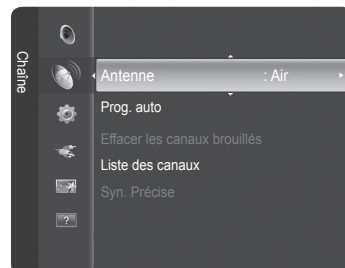 Chaîne
Antenne : Air
Prog. auto
Effacer les canaux brouillés
Liste des canaux
Syn. Précise
?